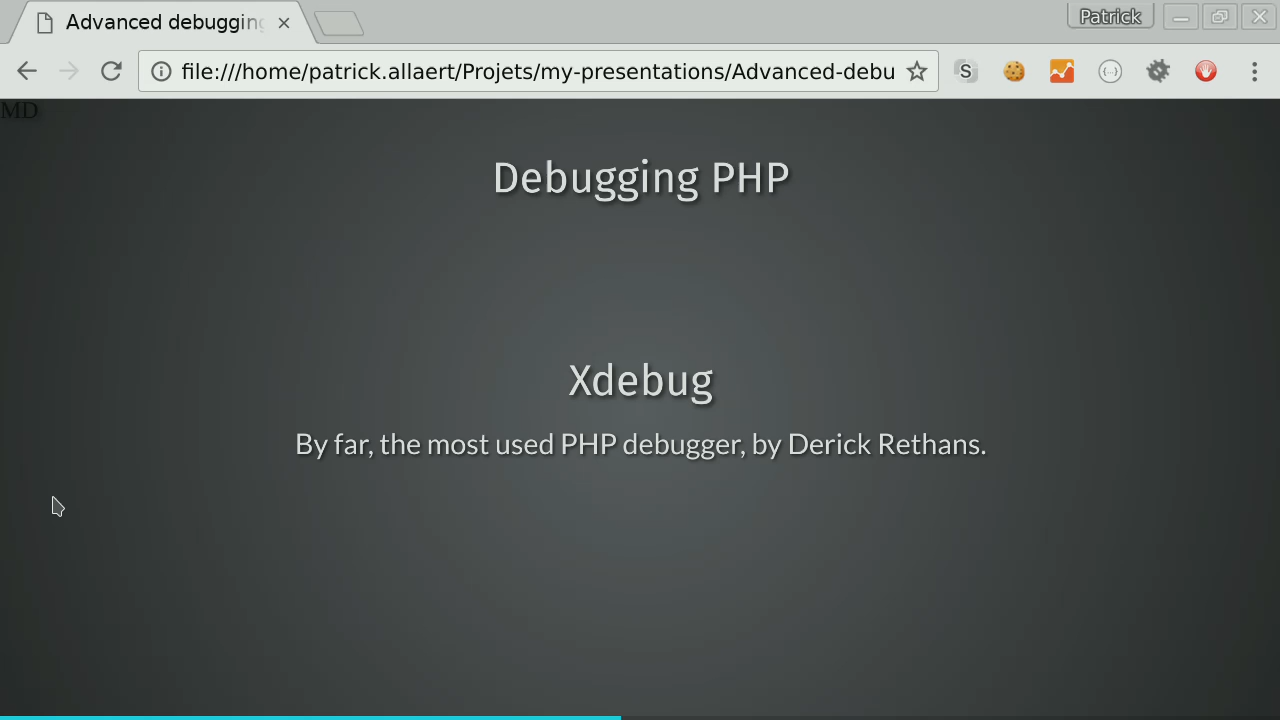 Advanced debugging
Patrick
file:///home/patrick.allaert/Projets/my-presentations/Advanced-debu
S
MD
Debugging PHP
Xdebug
By far, the most used PHP debugger, by Derick Rethans.